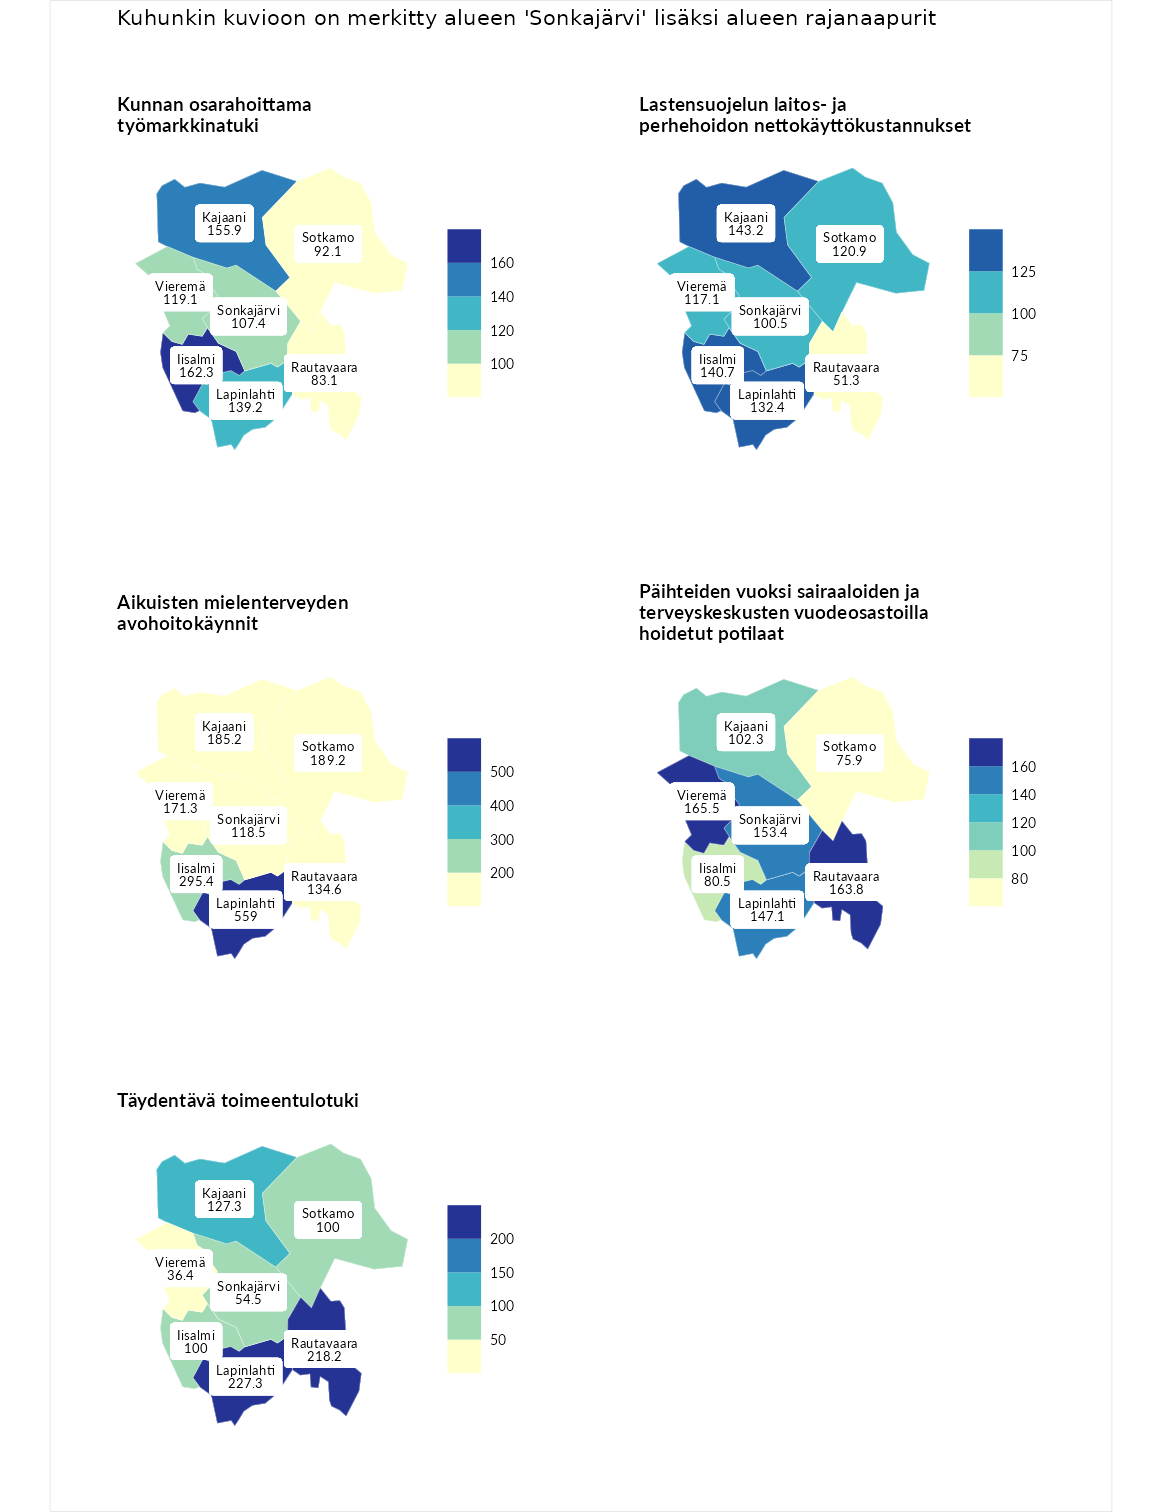 Kuhunkin kuvioon on merkitty alueen 'Sonkajärvi' lisäksi alueen rajanaapurit
Kunnan osarahoittama
työmarkkinatuki
Kajaani
155.9
Sotkamo
92.1
Vieremä
119.1
Sonkajärvi
107.4
Iisalmi
162.3
Rautavaara
83.1
Lapinlahti
139.2
160
140
120
100
Lastensuojelun laitos- ja
perhehoidon nettokäyttökustannukset
Kajaani
143.2
Sotkamo
120.9
Vieremä
117.1
Sonkajärvi
100.5
Iisalmi
140.7
Rautavaara
51.3
Lapinlahti
132.4
125
100
75
Aikuisten mielenterveyden
avohoitokäynnit
Kajaani
185.2
Sotkamo
189.2
Vieremä
171.3
Sonkajärvi
118.5
Iisalmi
295.4
Rautavaara
134.6
Lapinlahti
559
500
400
300
200
Päihteiden vuoksi sairaaloiden ja
terveyskeskusten vuodeosastoilla
hoidetut potilaat
Kajaani
102.3
Sotkamo
75.9
Vieremä
165.5
Sonkajärvi
153.4
Iisalmi
80.5
Rautavaara
163.8
Lapinlahti
147.1
160
140
120
100
80
Täydentävä toimeentulotuki
Kajaani
127.3
Sotkamo
100
Vieremä
36.4
Sonkajärvi
54.5
Iisalmi
100
Rautavaara
218.2
Lapinlahti
227.3
200
150
100
50